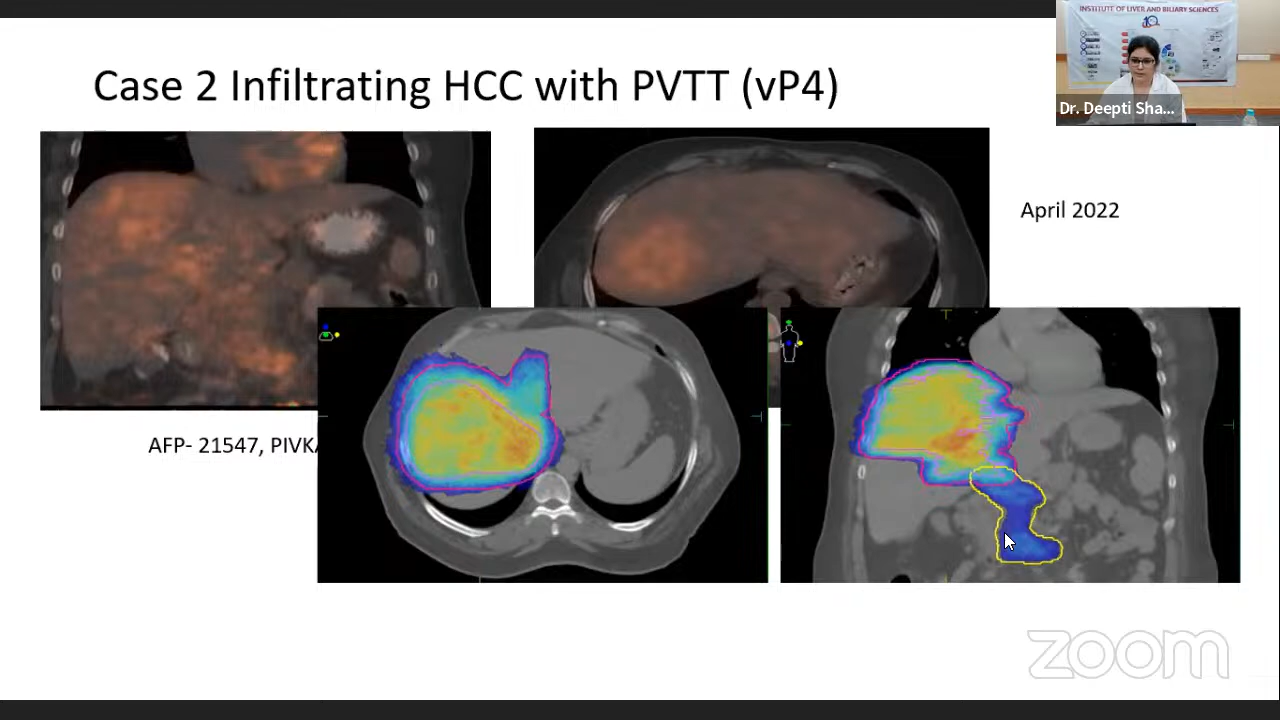 INSTITUTE OF LIVER AND BILIARY SCIENCES
Case 2 Infiltrating HCC with PVTT (vP4)
Dr. Deepti Sha...
April 2022
AFP- 21547, PIVKA
zoom